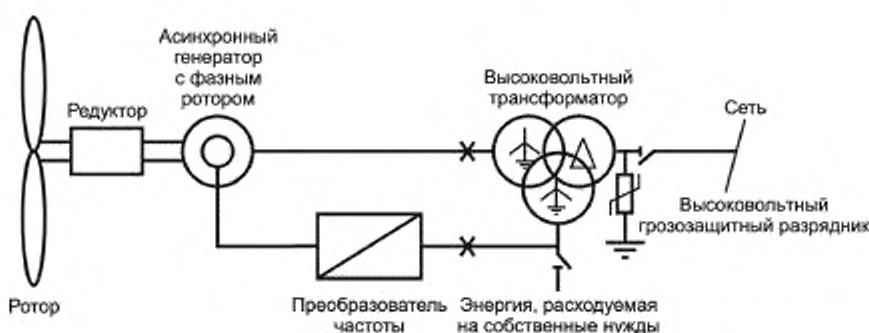 Асинхронный
генератор
с фазным
ротором
Редуктор
Высоковольтный
трансформатор
Сеть
Высоковольтный
грозозащитный разрядник
Ротор
Преобразователь
частоты
Энергия, расходуемая
на собственные нужды